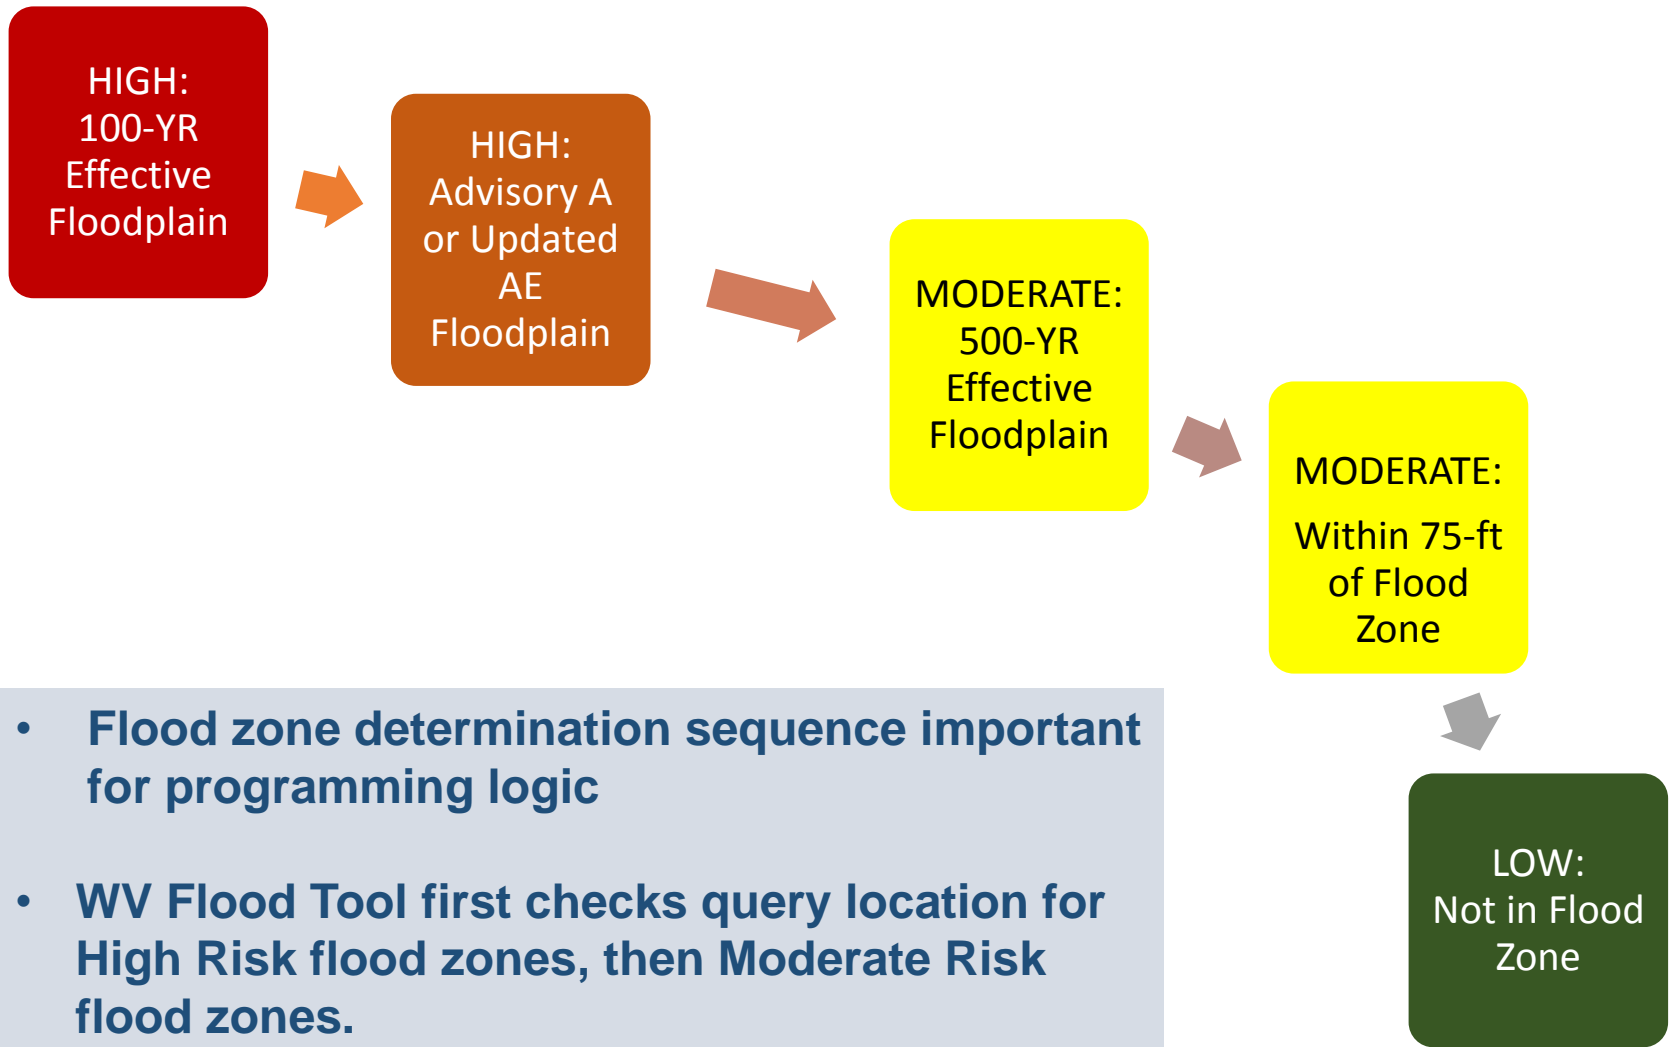 HIGH:
100-YR
Effective
Floodplain
HIGH:
Advisory A
or Updated
AE
Floodplain
MODERATE:
500-YR
Effective
Floodplain
MODERATE:
Within 75-ft
of Flood
Zone
LOW:
Not in Flood
Zone
• Flood zone determination sequence important
for programming logic
• WV Flood Tool first checks query location for
High Risk flood zones, then Moderate Risk
flood zones.